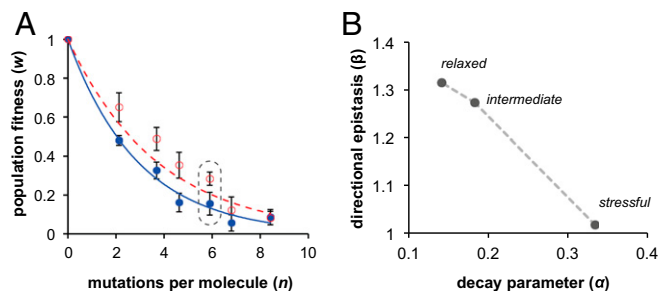 A
1
0.8
0.6
0.4
0.2
0
0 2 4 6 8 10
population fitness (w)
mutations per molecule (n)
B
1.4
1.3
1.2
1.1
1
0.1 0.2 0.3 0.4
directional epistasis (β)
decay parameter (α)
relaxed
intermediate
stressful